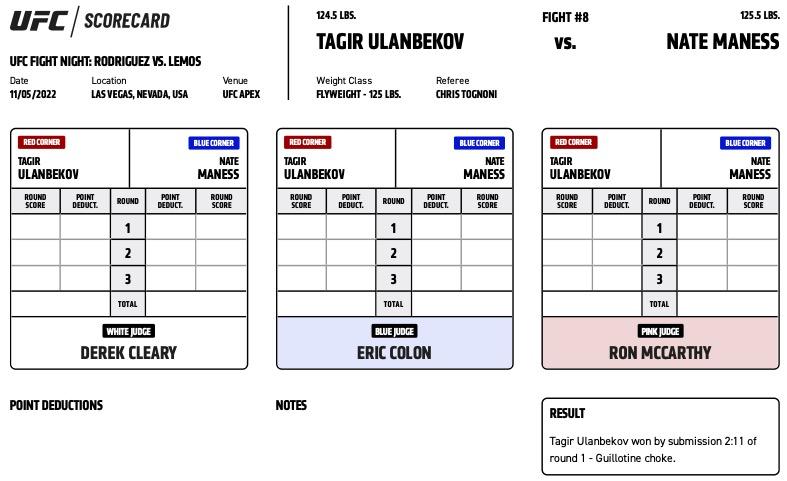 UFC SCORECARD
UFC FIGHT NIGHT: RODRIGUEZ VS. LEMOS
Date Location Venue
11/05/2022 LAS VEGAS, NEVADA, USA UFC APEX
124.5 LBS. FIGHT #8 125.5 LBS.
TAGIR ULANBEKOV VS. NATE MANESS
Weight Class Referee
FLYWEIGHT - 125 LBS. CHRIS TOGNONI
RED CORNER BLUE CORNER
TAGIR NATE
ULANBEKOV MANESS
ROUND POINT ROUND POINT ROUND
SCORE DEDUCT. DEDUCT. SCORE
1
2
3
TOTAL
WHITE JUDGE
DEREK CLEARY
RED CORNER BLUE CORNER
TAGIR NATE
ULANBEKOV MANESS
ROUND POINT ROUND POINT ROUND
SCORE DEDUCT. DEDUCT. SCORE
1
2
3
TOTAL
BLUE JUDGE
ERIC COLON
RED CORNER BLUE CORNER
TAGIR NATE
ULANBEKOV MANESS
ROUND POINT ROUND POINT ROUND
SCORE DEDUCT. DEDUCT. SCORE
1
2
3
TOTAL
PINK JUDGE
RON MCCARTHY
POINT DEDUCTIONS
NOTES
RESULT
Tagir Ulanbekov won by submission 2:11 of
round 1 - Guillotine choke.